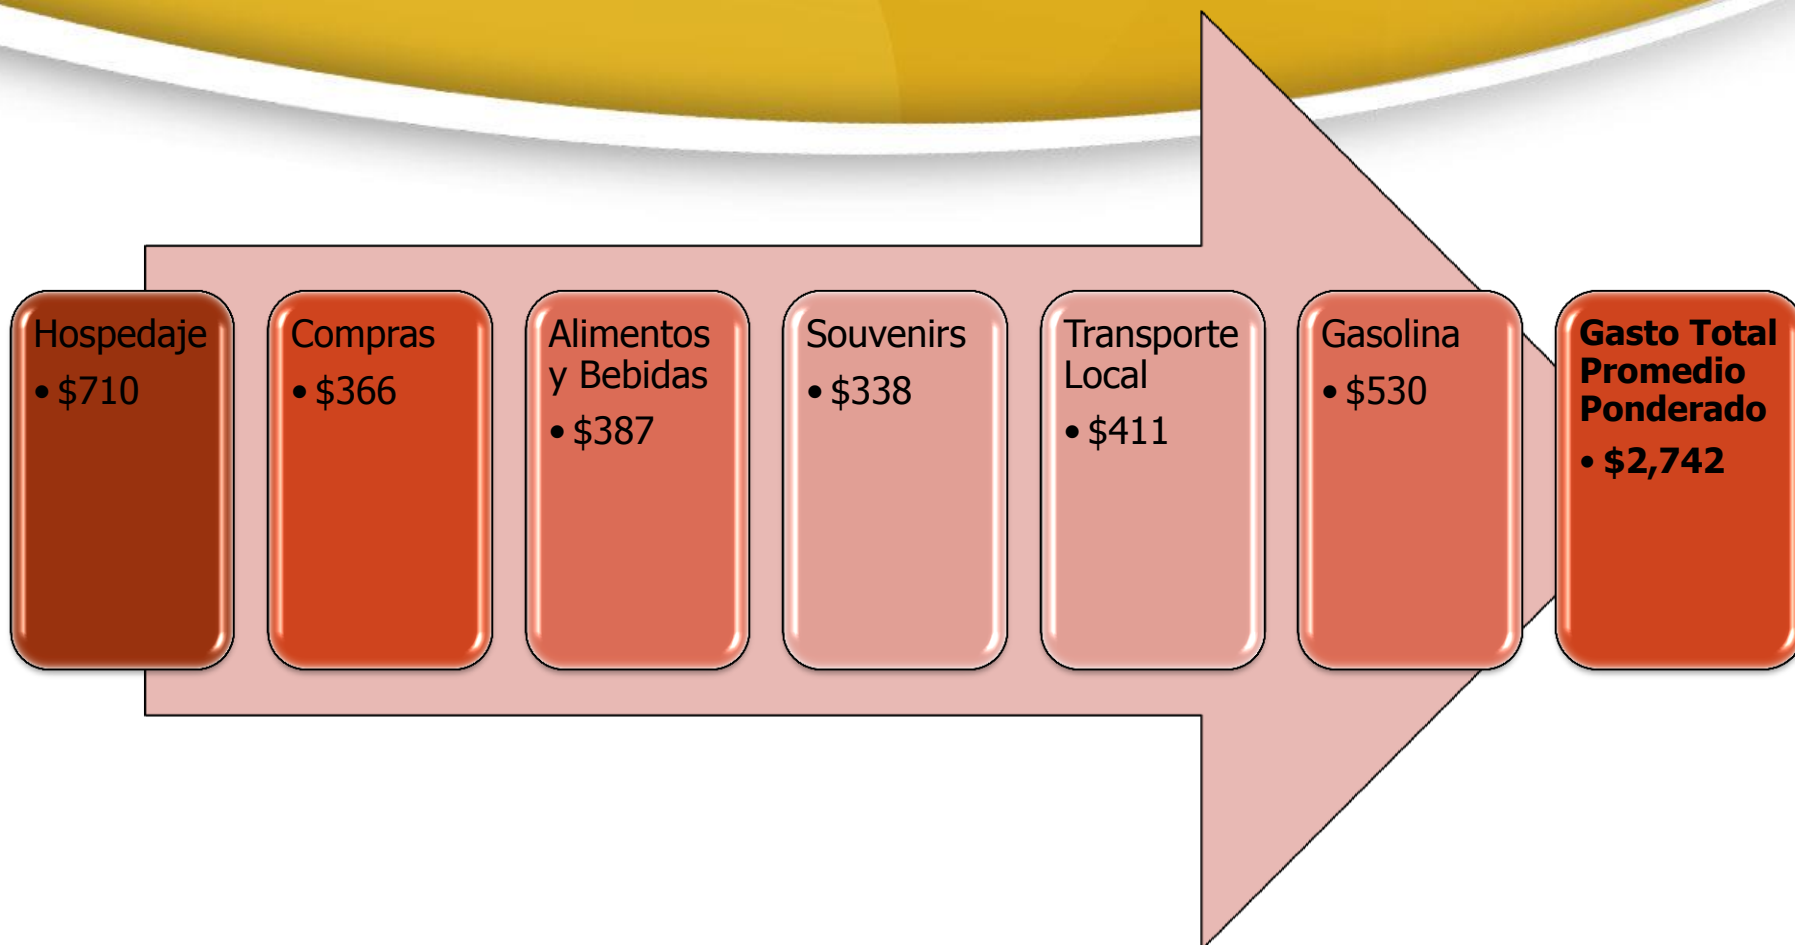 Hospedaje
• $710
Compras
• $366
Alimentos
y Bebidas
• $387
Souvenirs
• $338
Transporte
Local
• $411
Gasolina
• $530
Gasto Total
Promedio
Ponderado
• $2,742